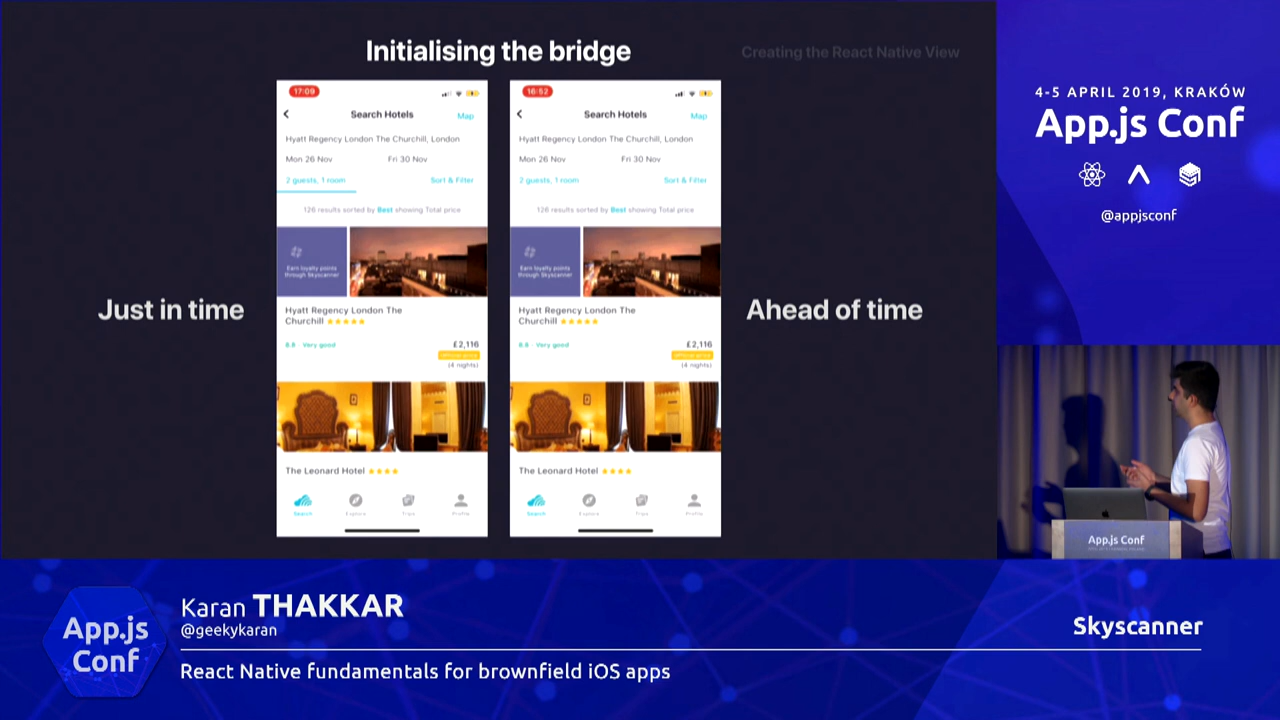 Initialising the bridge
Creating the React Native View
Just in time
17:09
Search Hotels
Map
Hyatt Regency London The Churchill, London
Mon 26 Nov
Fri 30 Nov
2 guests, 1 room
Sort & Filter
126 results sorted by Best showing Total price
Earn loyalty points
through Skyscanner
Hyatt Regency London The
Churchill
8.8 · Very good
£2,116
(4 nights)
The Leonard Hotel
Search
Explore
Trips
Profile
16:52
Search Hotels
Map
Hyatt Regency London The Churchill, London
Mon 26 Nov
Fri 30 Nov
2 guests, 1 room
Sort & Filter
126 results sorted by Best showing Total price
Earn loyalty points
through Skyscanner
Hyatt Regency London The
Churchill
8.8 · Very good
£2,116
(4 nights)
The Leonard Hotel
Search
Explore
Trips
Profile
Ahead of time
4-5 APRIL 2019, KRAKÓW
App.js Conf
@appjsconf
App.js Conf
App.js
Conf
Karan THAKKAR
@geekykaran
Skyscanner
React Native fundamentals for brownfield iOS apps